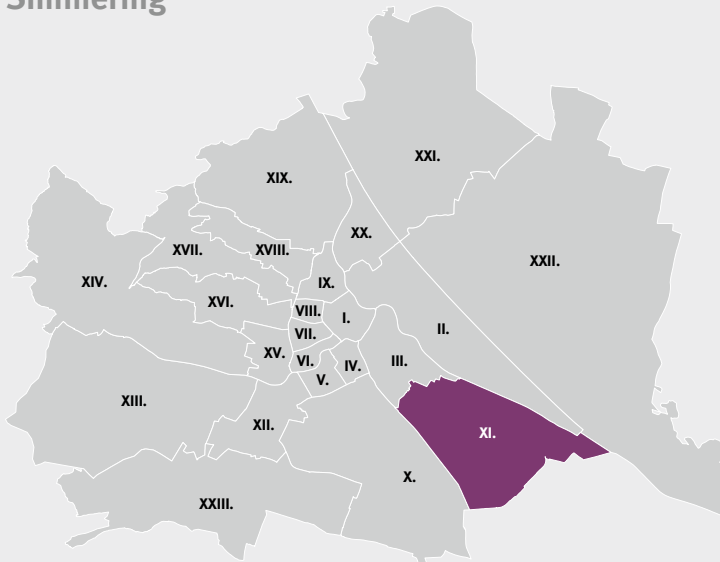 Simmering
XXI.
XIX.
XX.
XVII.
XVIII.
XXII.
XIV.
IX.
XVI.
VIII.
I.
II.
VII.
XV.
VI.
IV.
III.
V.
XIII.
XII.
XI.
X.
XXIII.